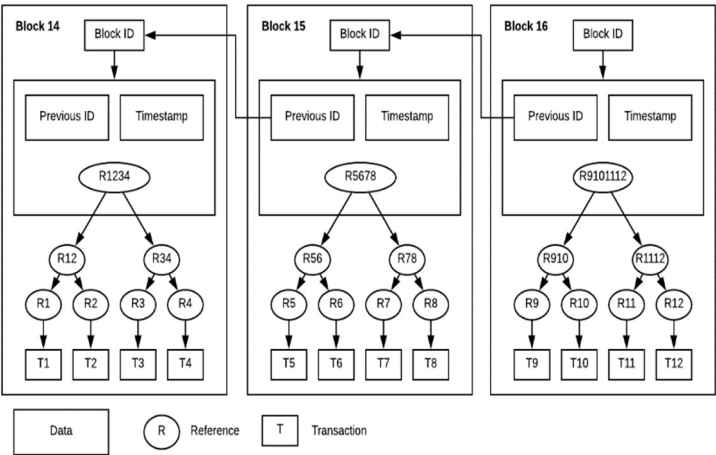 Block 14
Block ID
Previous ID
Timestamp
R1234
R12
R34
R1
R2
R3
R4
T1
T2
T3
T4
Block 15
Block ID
Previous ID
Timestamp
R5678
R56
R78
R5
R6
R7
R8
T5
T6
T7
T8
Block 16
Block ID
Previous ID
Timestamp
R9101112
R910
R1112
R9
R10
R11
R12
T9
T10
T11
T12
Data
R
Reference
T
Transaction